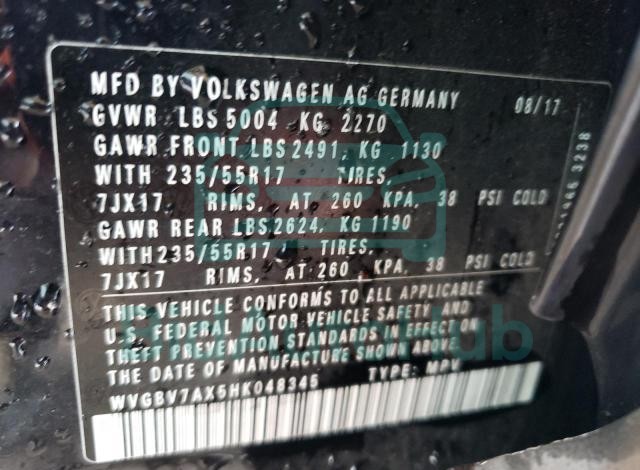 MFD BY VOLKSWAGEN AG GERMANY 08/17
GVWR LBS 5004 KG 2270
GAWR FRONT LBS 2491, KG 1130
WITH 235/55R17 TIRES,
7JX17 RIMS, AT 260 KPA, 38 PSI COLD
GAWR REAR LBS 2624, KG 1190
WITH 235/55R17 TIRES,
7JX17 RIMS, AT 260 KPA, 38 PSI COLD
THIS VEHICLE CONFORMS TO ALL APPLICABLE
U.S. FEDERAL MOTOR VEHICLE SAFETY AND
THEFT PREVENTION STANDARDS IN EFFECT ON
THE DATE OF MANUFACTURE SHOWN ABOVE
WVGBV7AX5HK048345 TYPE: MPV
3238